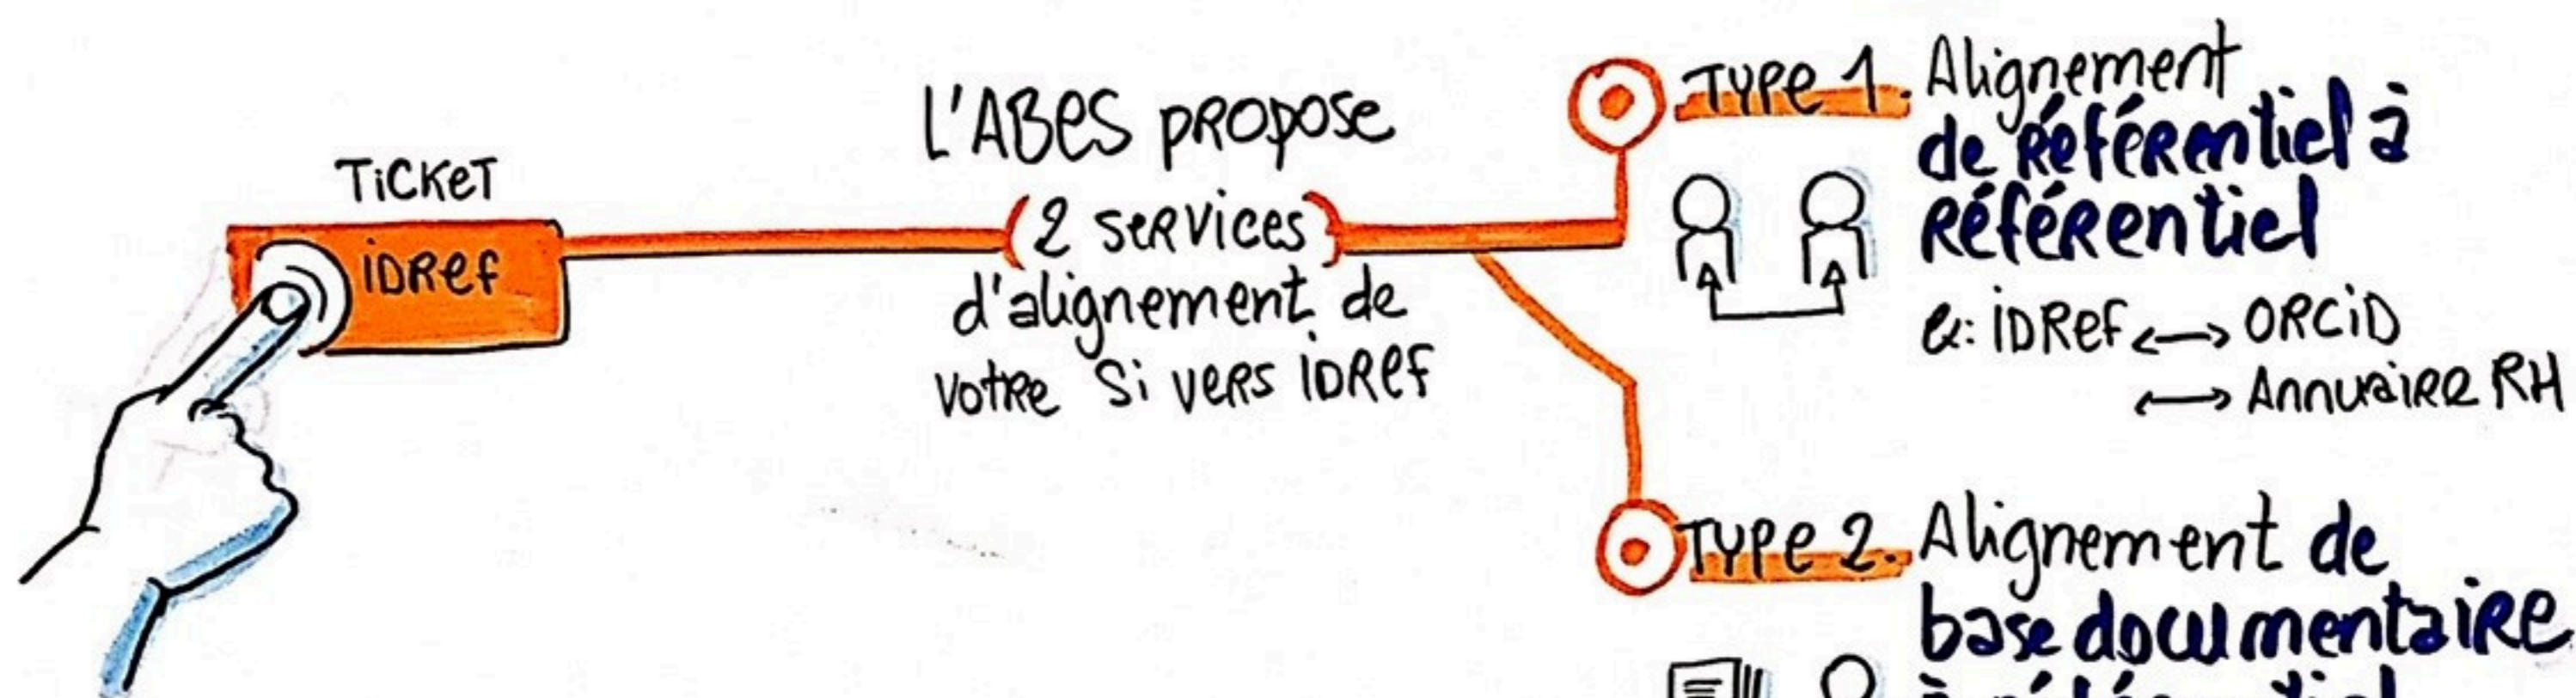 TiCKeT
iDRef
L'ABES PROPOSE
(2 SERVICES)
d'alignement de
votRe Si veRs iDRef
TYPE 1. Alignement
de RéféRentiel à
RéféRentiel
ex: iDRef ↔ ORCiD
↔ AnnuaiRe RH
TYPE 2. Alignement de
base documentaiRe
à RéféRentiel